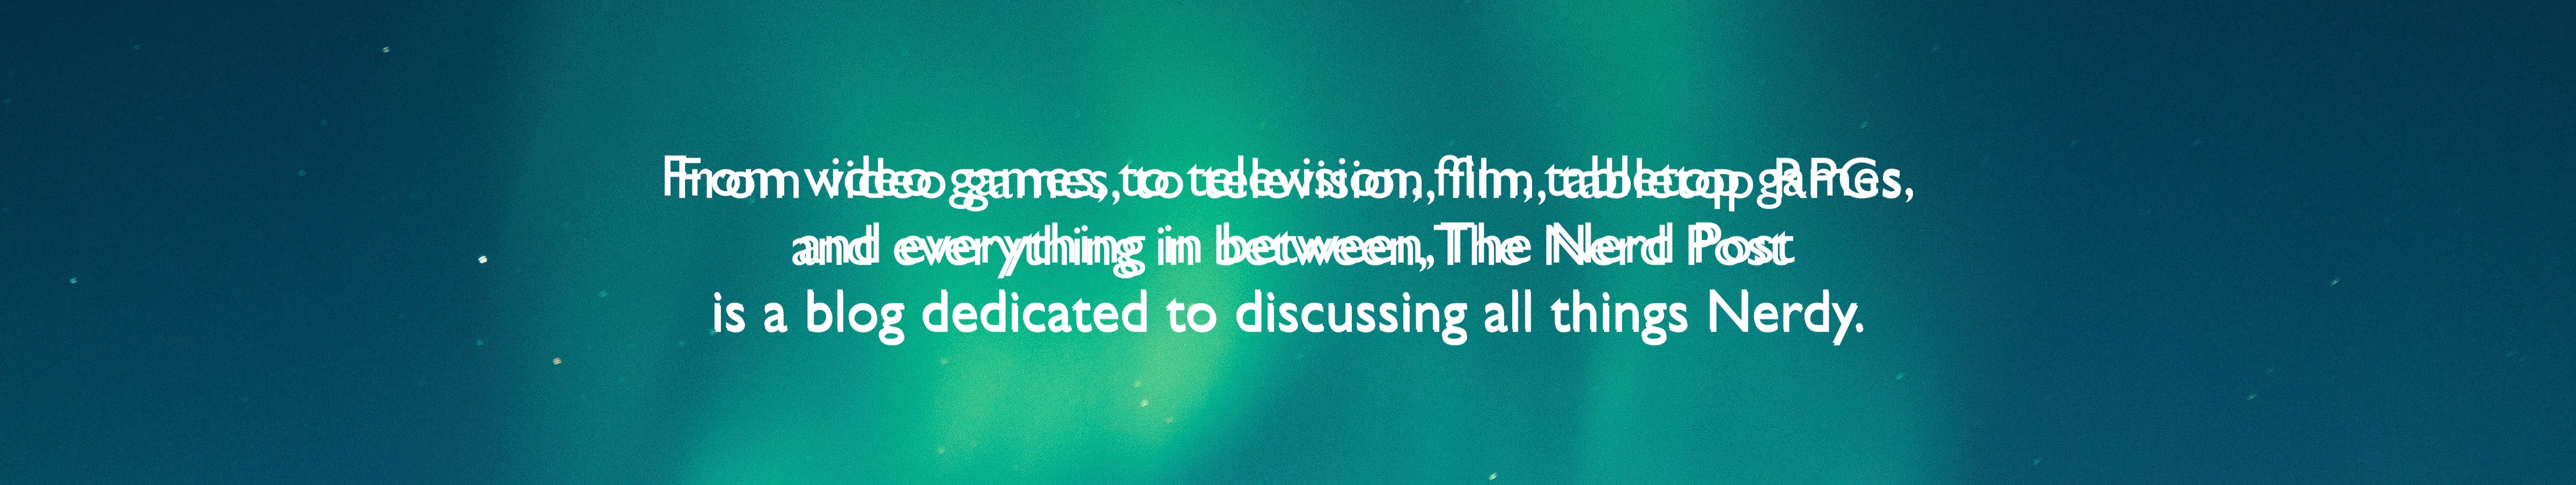 From video games, to television, film, tabletop
and everything in between, The Nerd Post
is a blog dedicated to discussing all things Nerdy.